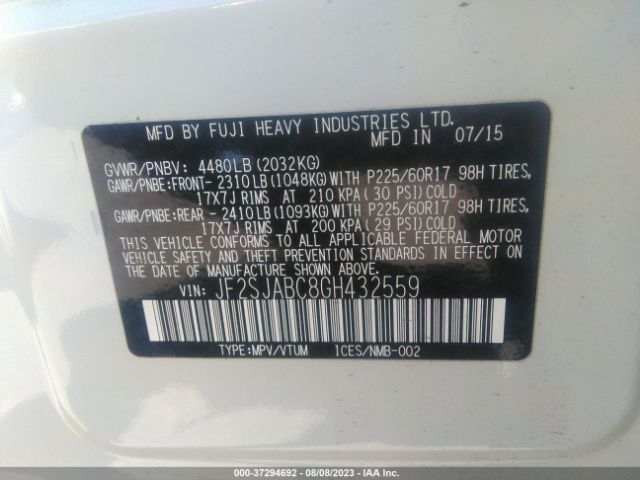 MFD BY FUJI HEAVY INDUSTRIES LTD.
MFD IN 07/15
GVWR/PNBV: 4480LB(2032KG)
GAWR/PNBE:FRONT- 2310LB(1048KG)WITH P225/60R17 98H TIRES,
17X7J RIMS AT 210 KPA(30 PSI)COLD
GAWR/PNBE:REAR - 2410LB(1093KG)WITH P225/60R17 98H TIRES,
17X7J RIMS AT 200 KPA(29 PSI)COLD
THIS VEHICLE CONFORMS TO ALL APPLICABLE FEDERAL MOTOR
VEHICLE SAFETY AND THEFT PREVENTION STANDARDS IN EFFECT ON
THE DATE OF MANUFACTURE SHOWN ABOVE.
VIN: JF2SJABC8GH432559
TYPE:MPV/VTUM ICES/NMB-002
000-37294692 - 08/08/2023 - IAA Inc.